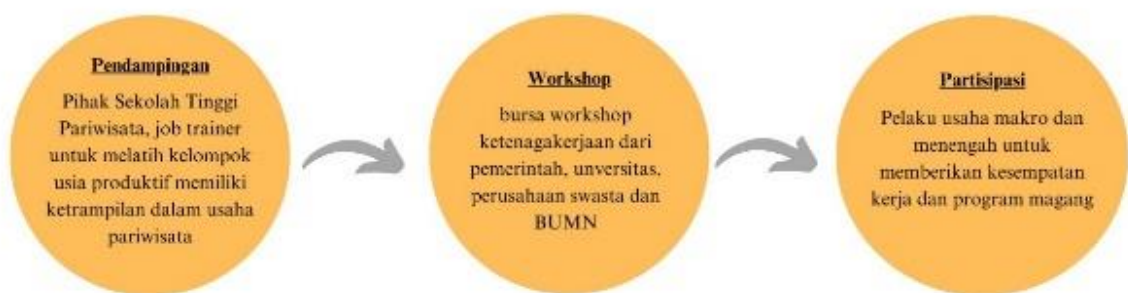 Pendampingan
Pihak Sekolah Tinggi
Pariwisata, job trainer
untuk melatih kelompok
usia produktif memiliki
ketrampilan dalam usaha
pariwisata
Workshop
bursa workshop
ketenagakerjaan dari
pemerintah, unversitas,
perusahaan swasta dan
BUMN
Partisipasi
Pelaku usaha makro dan
menengah untuk
memberikan kesempatan
kerja dan program magang